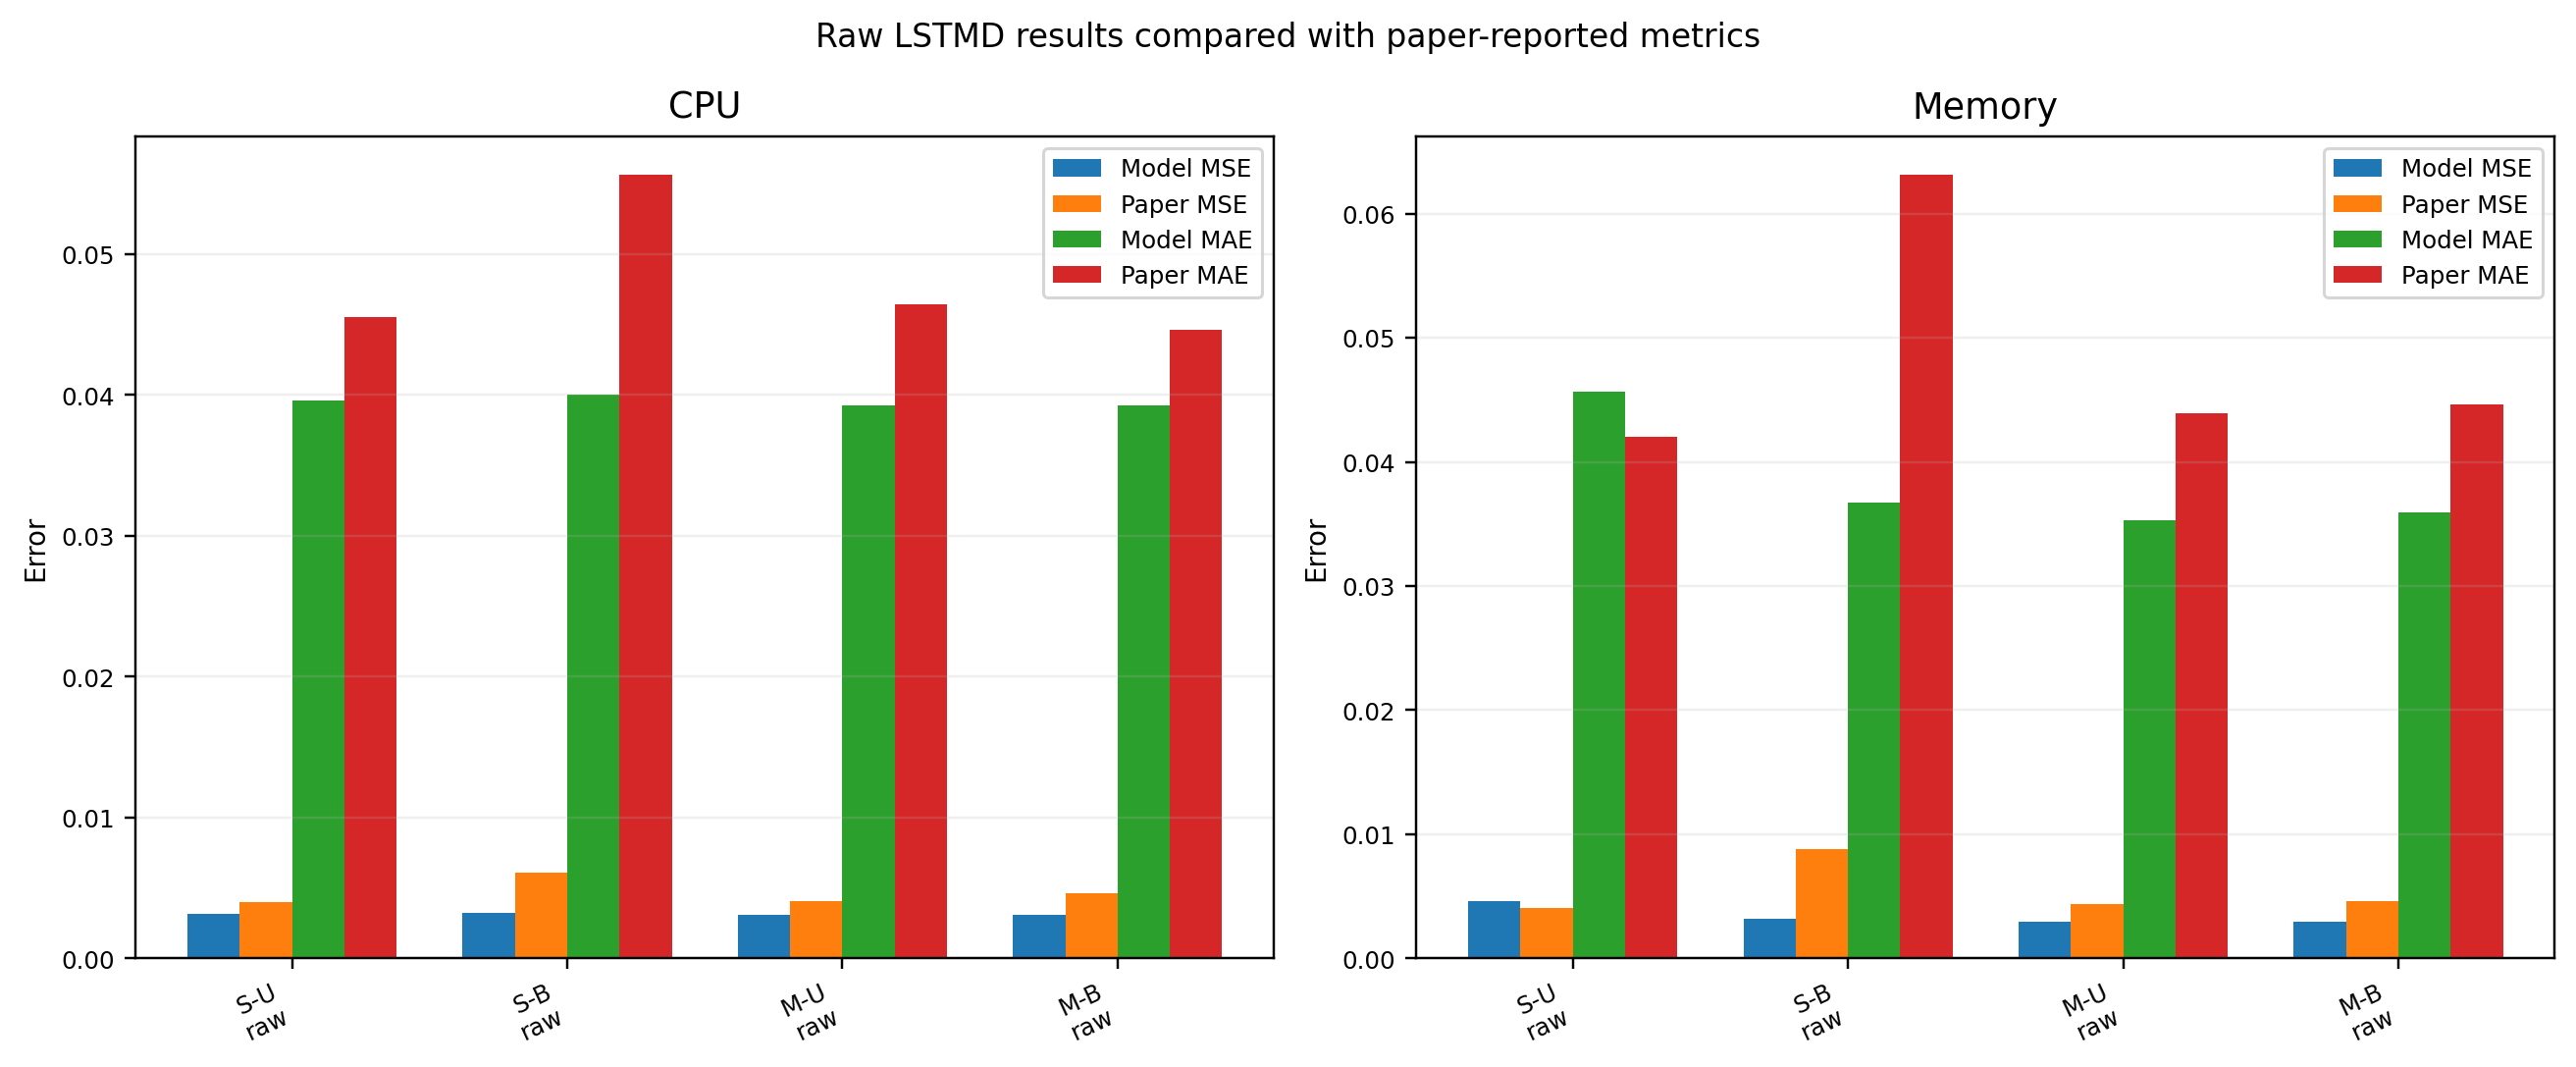 Raw LSTMD results compared with paper-reported metrics
CPU
Error
0.05
0.04
0.03
0.02
0.01
0.00
Model MSE
Paper MSE
Model MAE
Paper MAE
S-U
raw
S-B
raw
M-U
raw
M-B
raw
Memory
Error
0.06
0.05
0.04
0.03
0.02
0.01
0.00
Model MSE
Paper MSE
Model MAE
Paper MAE
S-U
raw
S-B
raw
M-U
raw
M-B
raw